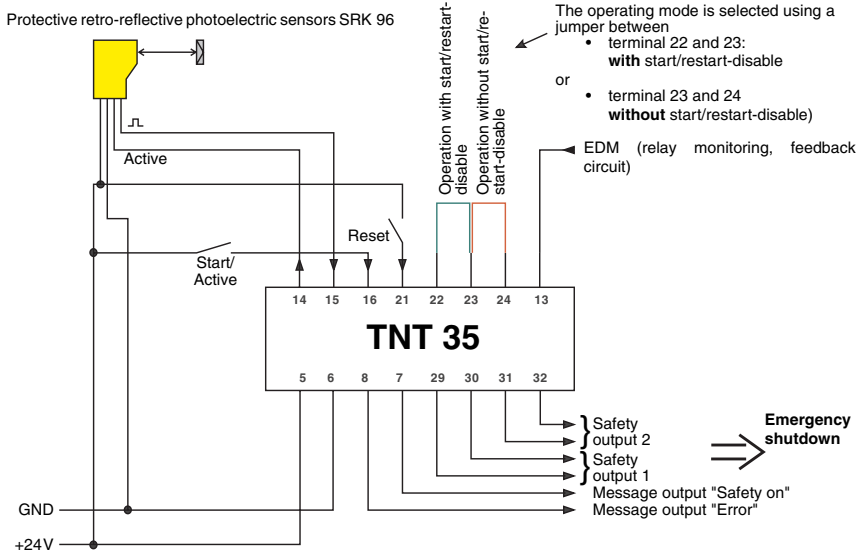 Protective retro-reflective photoelectric sensors SRK 96
Active
Start/
Active
Reset
Operation with start/restart-
disable
Operation without start/re-
start-disable
The operating mode is selected using a
jumper between
• terminal 22 and 23:
with start/restart-disable
or
• terminal 23 and 24
without start/restart-disable)
EDM (relay monitoring, feedback
circuit)
14 15 16 21 22 23 24 13
TNT 35
5 6 8 7 29 30 31 32
Safety
output 2
Safety
output 1
Message output "Safety on"
Message output "Error"
Emergency
shutdown
GND
+24V